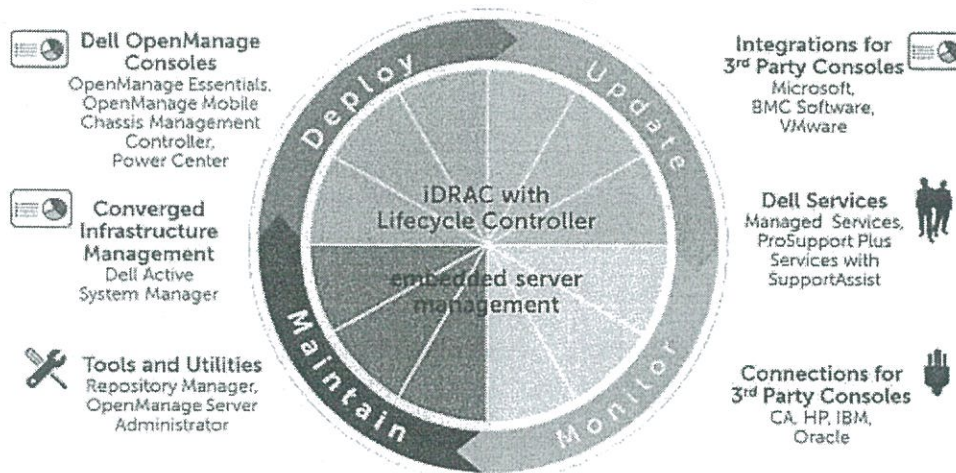 Dell OpenManage
Consoles
OpenManage Essentials,
OpenManage Mobile
Chassis Management
Controller,
Power Center
Converged
Infrastructure
Management
Dell Active
System Manager
Tools and Utilities
Repository Manager,
OpenManage Server
Administrator
Deploy
Update
Maintain
Monitor
iDRAC with
Lifecycle Controller
embedded server
management
Integrations for
3rd Party Consoles
Microsoft,
BMC Software,
VMware
Dell Services
Managed Services,
ProSupport Plus
Services with
SupportAssist
Connections for
3rd Party Consoles
CA, HP, IBM,
Oracle